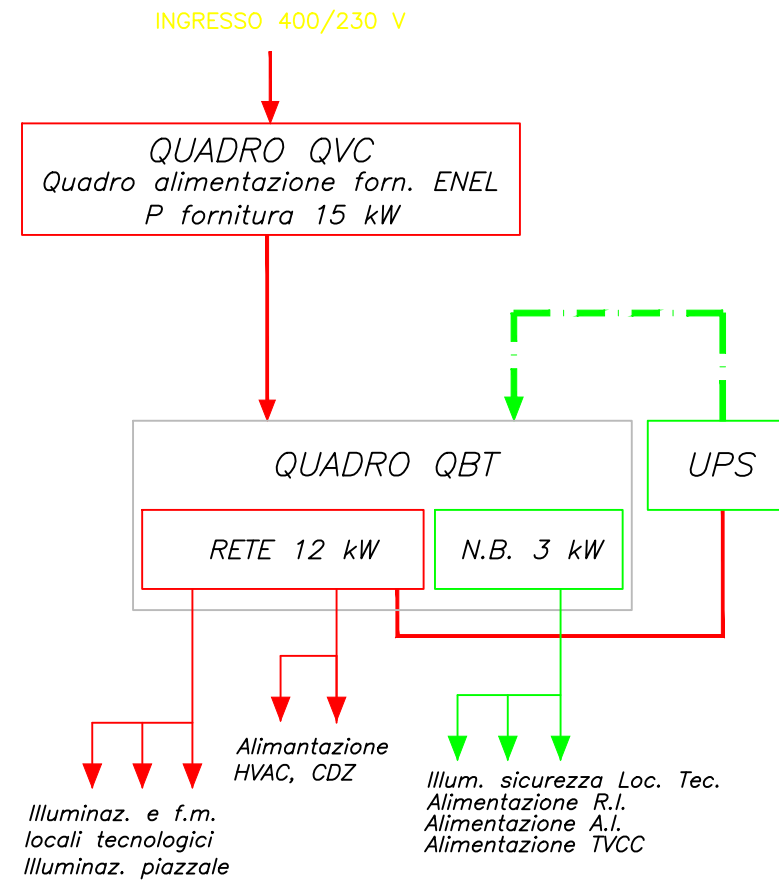 INGRESSO 400/230 V
QUADRO QVC
Quadro alimentazione forn. ENEL
P fornitura 15 kW
QUADRO QBT
UPS
RETE 12 kW
N.B. 3 kW
Alimantazione
HVAC, CDZ
Illum. sicurezza Loc. Tec.
Alimentazione R.I.
Alimentazione A.I.
Alimentazione TVCC
Illuminaz. e f.m.
locali tecnologici
Illuminaz. piazzale